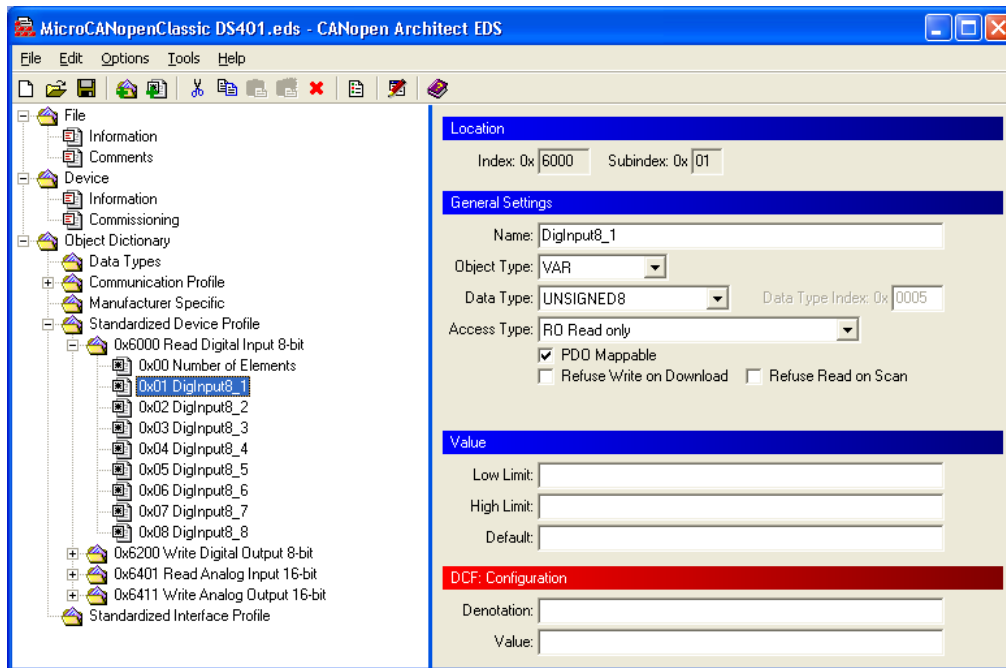 MicroCANopenClassic DS401.eds - CANopen Architect EDS
File Edit Options Tools Help
File
Information
Comments
Device
Information
Commissioning
Object Dictionary
Data Types
Communication Profile
Manufacturer Specific
Standardized Device Profile
0x6000 Read Digital Input 8-bit
0x00 Number of Elements
0x01 DigInput8_1
0x02 DigInput8_2
0x03 DigInput8_3
0x04 DigInput8_4
0x05 DigInput8_5
0x06 DigInput8_6
0x07 DigInput8_7
0x08 DigInput8_8
0x6200 Write Digital Output 8-bit
0x6401 Read Analog Input 16-bit
0x6411 Write Analog Output 16-bit
Standardized Interface Profile
Location
Index: 0x 6000 Subindex: 0x 01
General Settings
Name: DigInput8_1
Object Type: VAR
Data Type: UNSIGNED8 Data Type Index: 0x 0005
Access Type: RO Read only
PDO Mappable
Refuse Write on Download Refuse Read on Scan
Value
Low Limit:
High Limit:
Default:
DCF: Configuration
Denotation:
Value: